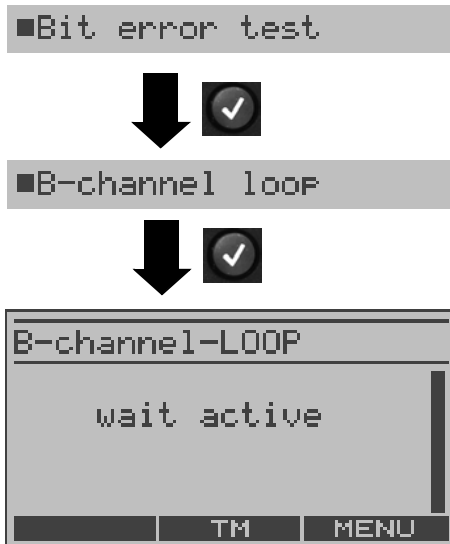 ■Bit error test
■B-channel loop
B-channel-LOOP
wait active
TM MENU